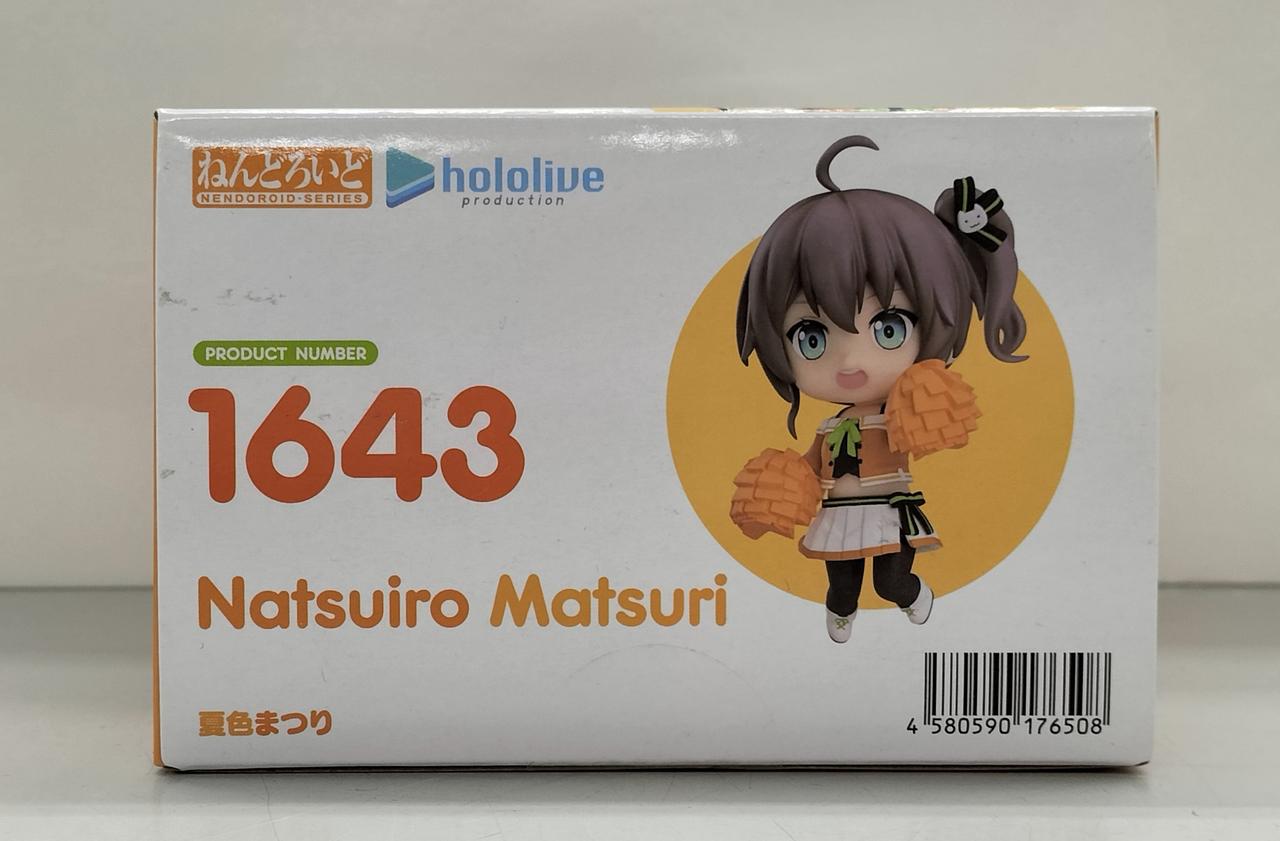 ねんどろいど
NENDOROID·SERIES
hololive
production
PRODUCT NUMBER
1643
Natsuiro Matsuri
夏色まつり
4 580590 176508